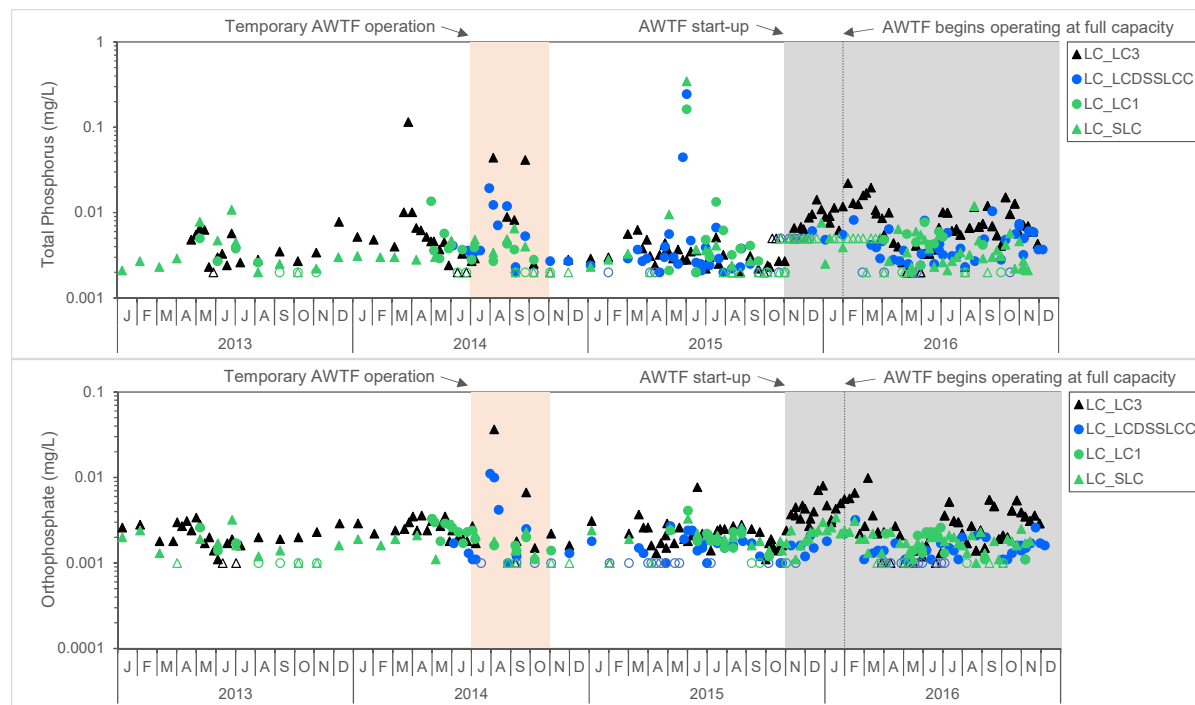 Temporary AWTF operation
AWTF start-up
AWTF begins operating at full capacity
Total Phosphorus (mg/L)
1
0.1
0.01
0.001
LC_LC3
LC_LCDSSLCC
LC_LC1
LC_SLC
J F M A M J J A S O N D J F M A M J J A S O N D J F M A M J J A S O N D J F M A M J J A S O N D
2013 2014 2015 2016
Temporary AWTF operation
AWTF start-up
AWTF begins operating at full capacity
Orthophosphate (mg/L)
0.1
0.01
0.001
0.0001
LC_LC3
LC_LCDSSLCC
LC_LC1
LC_SLC
J F M A M J J A S O N D J F M A M J J A S O N D J F M A M J J A S O N D J F M A M J J A S O N D
2013 2014 2015 2016